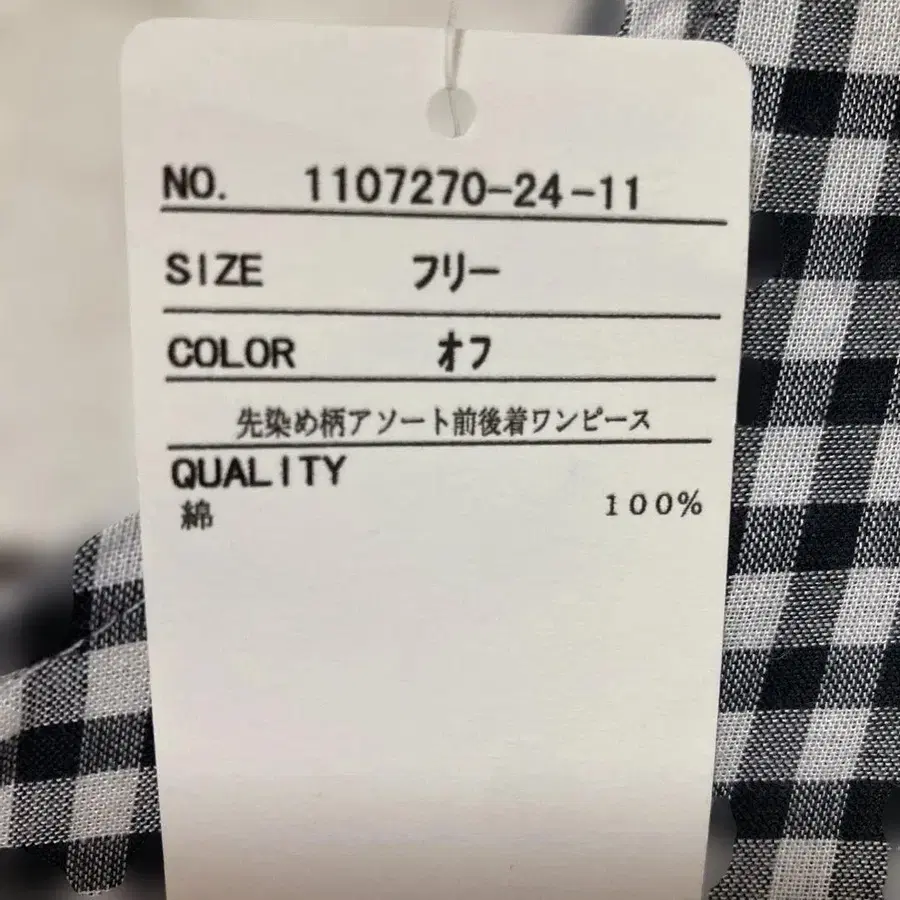 NO. 1107270-24-11
SIZE フリー
COLOR オフ
先染め柄アソート前後着ワンピース
QUALITY
綿 100%